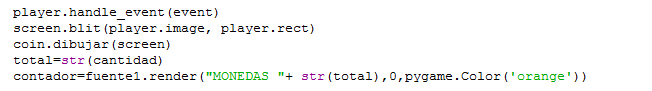 player.handle_event(event)
screen.blit(player.image, player.rect)
coin.dibujar(screen)
total=str(cantidad)
contador=fuente1.render("MONEDAS "+ str(total),0,pygame.Color('orange'))